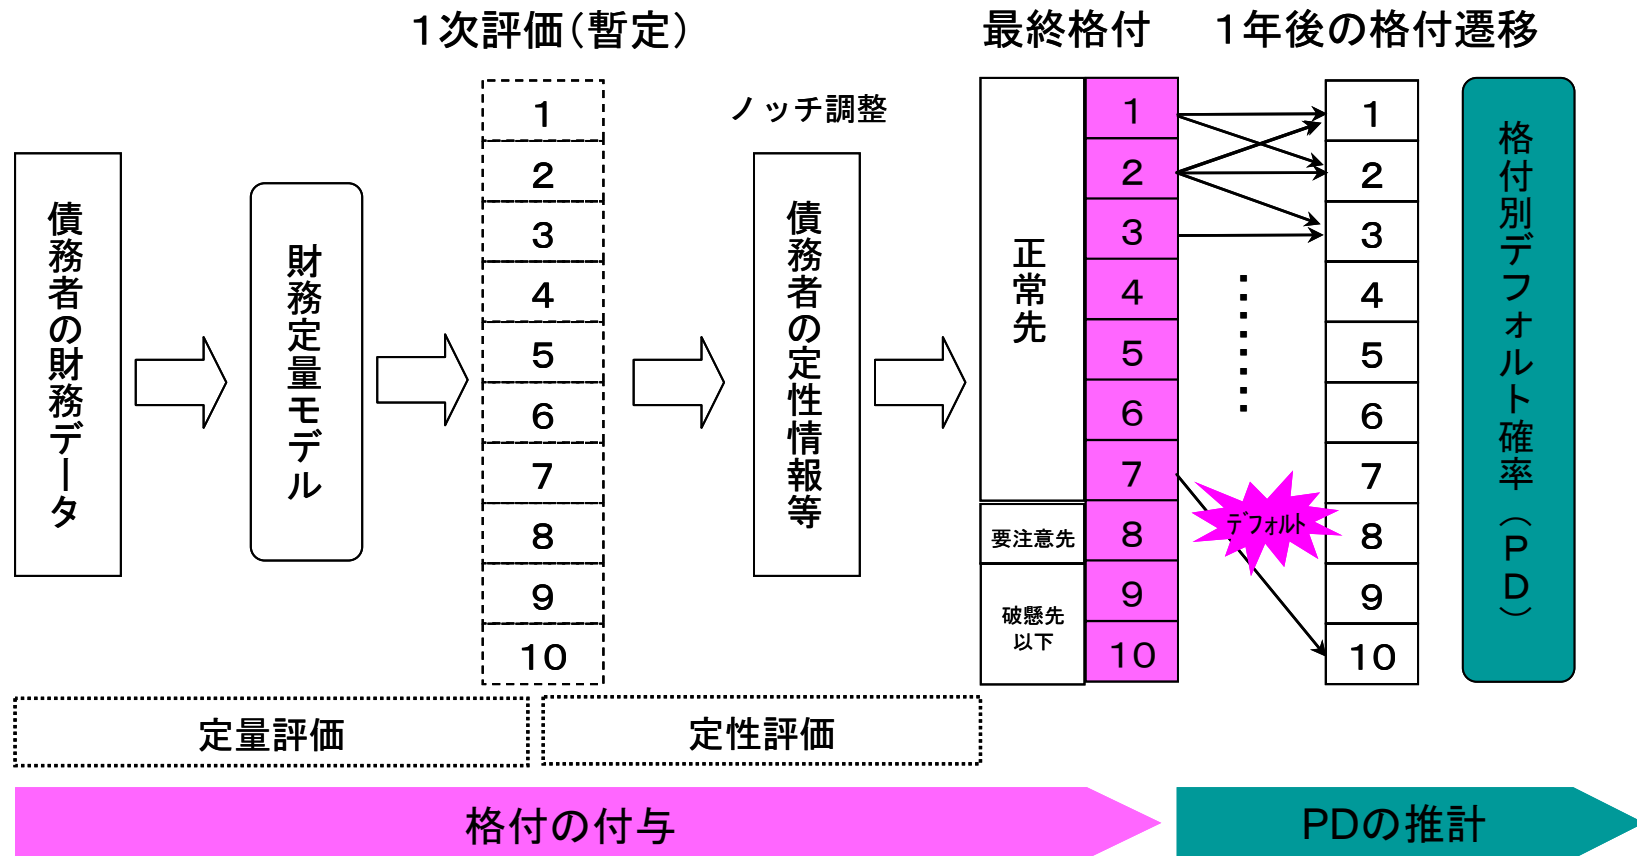 1次評価(暫定)
最終格付
1年後の格付遷移
債務者の財務データ
財務定量モデル
1
2
3
4
5
6
7
8
9
10
ノッチ調整
債務者の定性情報等
正常先
要注意先
破懸先
以下
1
2
3
4
5
6
7
8
9
10
デフォルト
1
2
3
4
5
6
7
8
9
10
格付別デフォルト確率(PD)
定量評価
定性評価
格付の付与
PDの推計